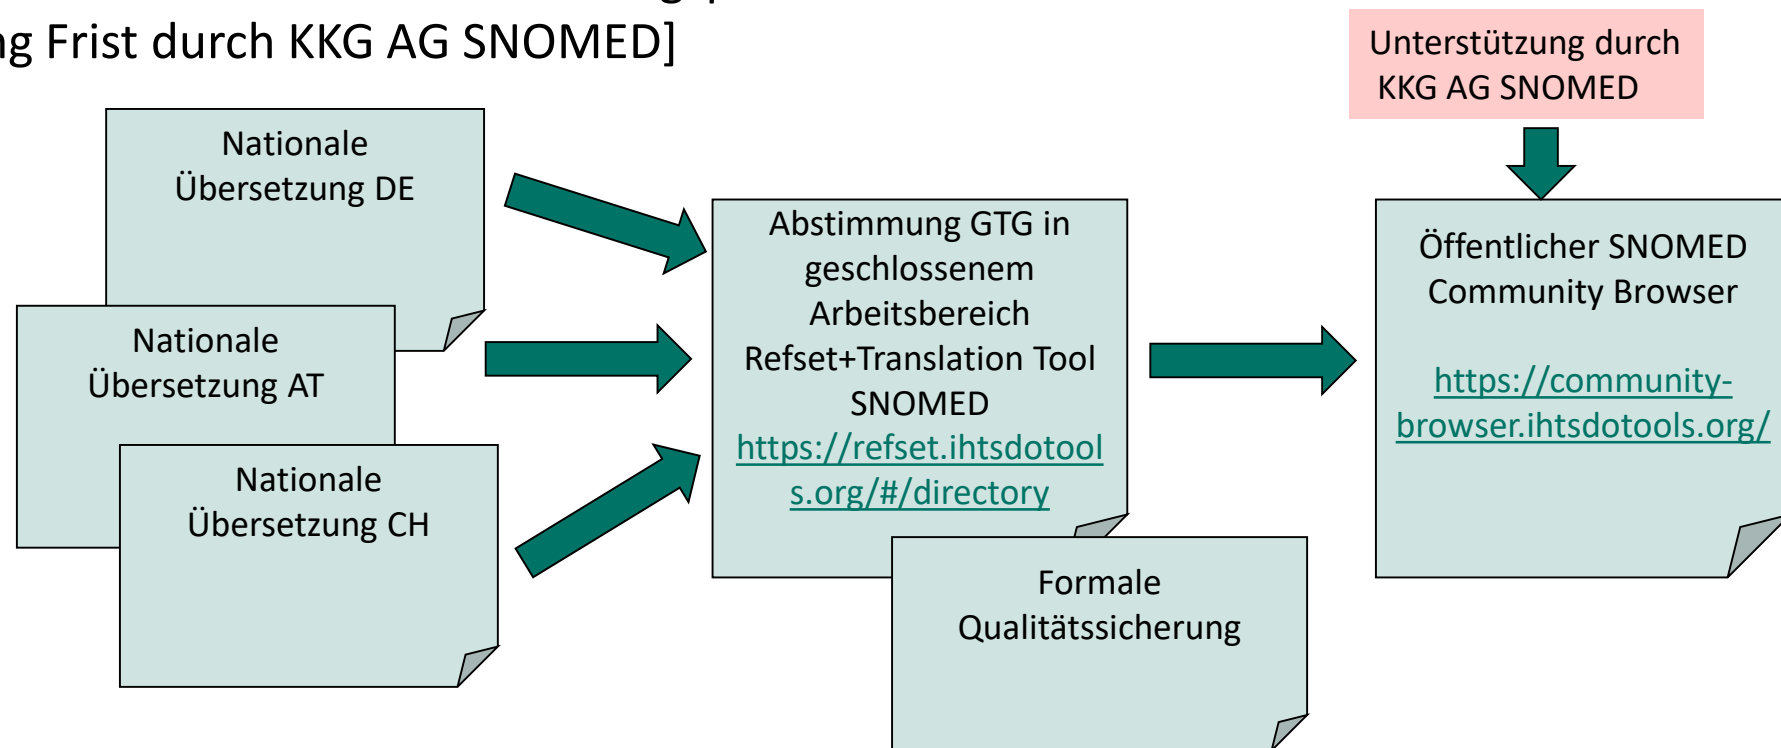 ng Frist durch KKG AG SNOMED]
Unterstützung durch
KKG AG SNOMED
Nationale
Übersetzung DE
Nationale
Übersetzung AT
Nationale
Übersetzung CH
Abstimmung GTG in
geschlossenem
Arbeitsbereich
Refset+Translation Tool
SNOMED
https://refset.ihtsdotool
s.org/#/directory
Formale
Qualitätssicherung
Öffentlicher SNOMED
Community Browser
https://community-
browser.ihtsdotools.org/